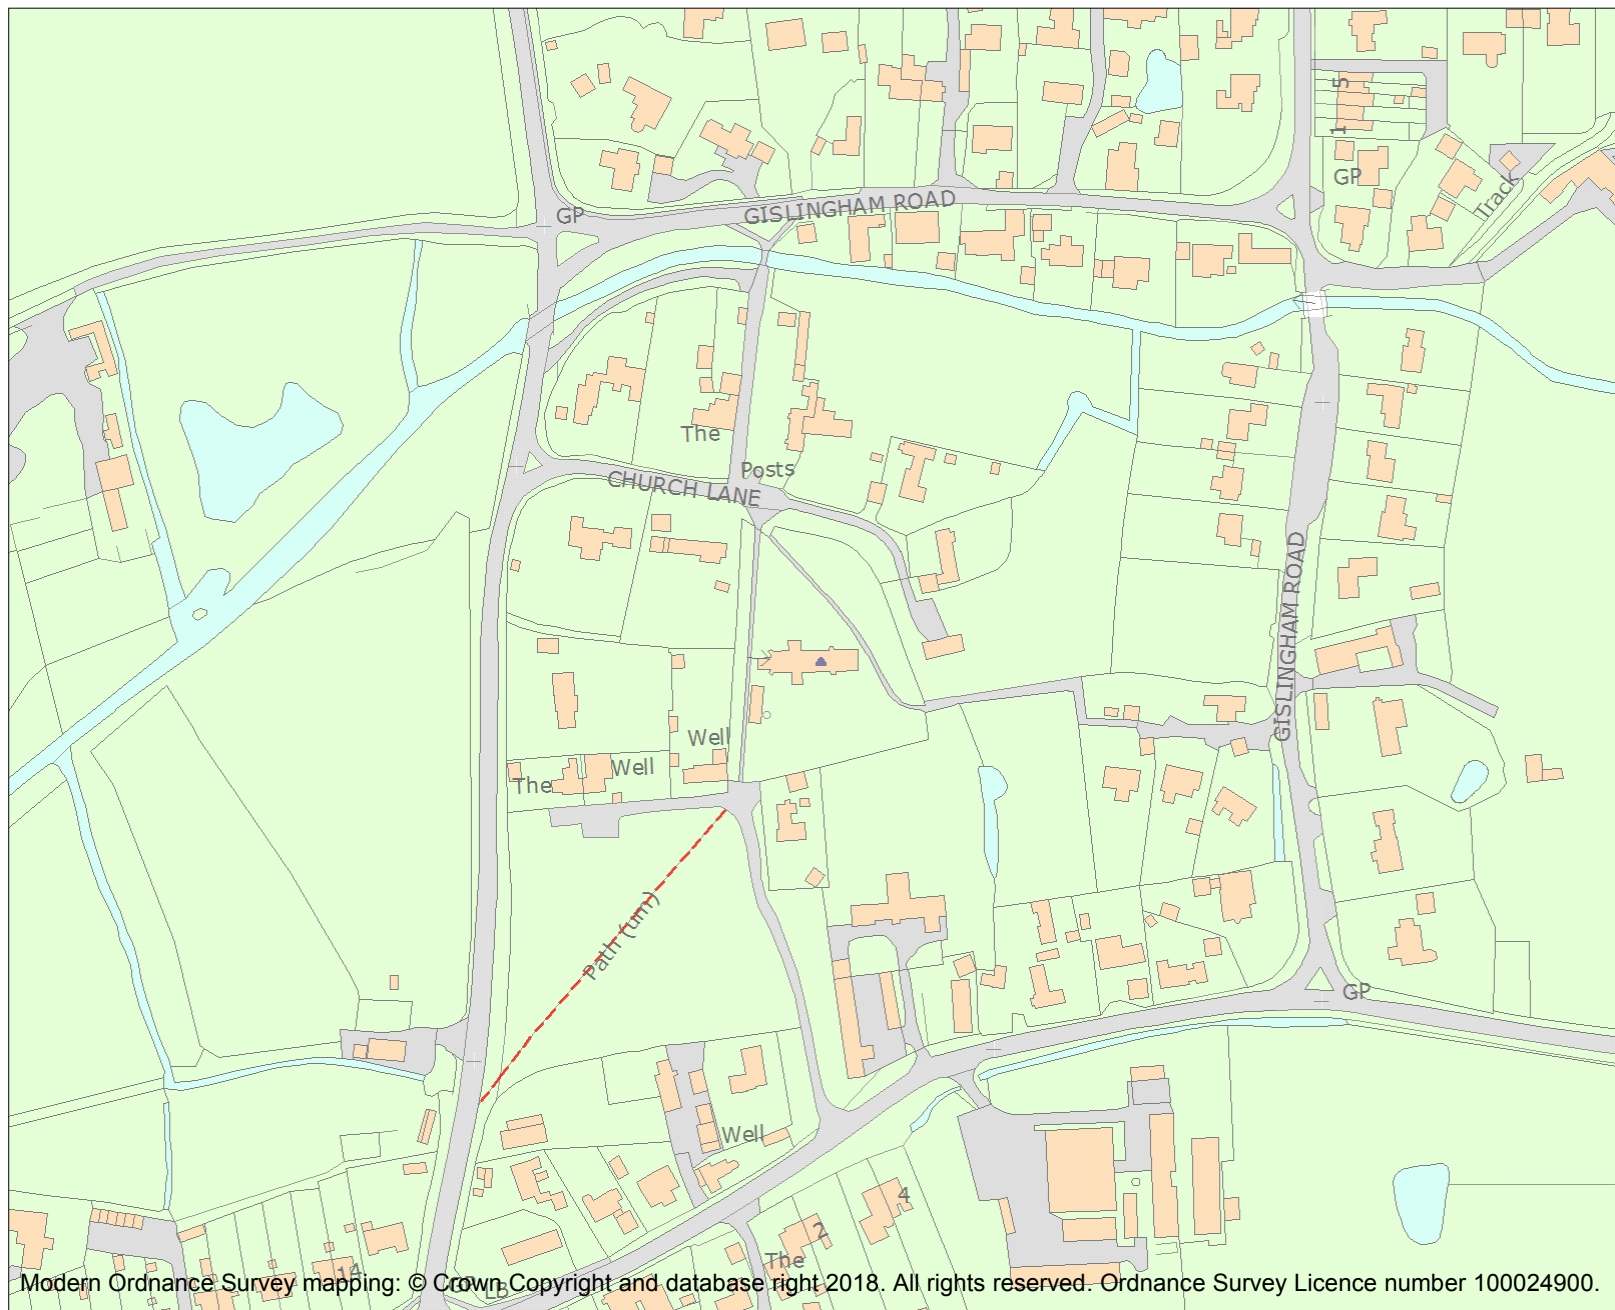 5
1
GP
GP
Track
GISLINGHAM ROAD
The
Posts
CHURCH LANE
GISLINGHAM ROAD
Well
Well
The
Path (um)
GP
Well
4
2
The
14
GP
LB
Modern Ordnance Survey mapping: © Crown Copyright and database right 2018. All rights reserved. Ordnance Survey Licence number 100024900.